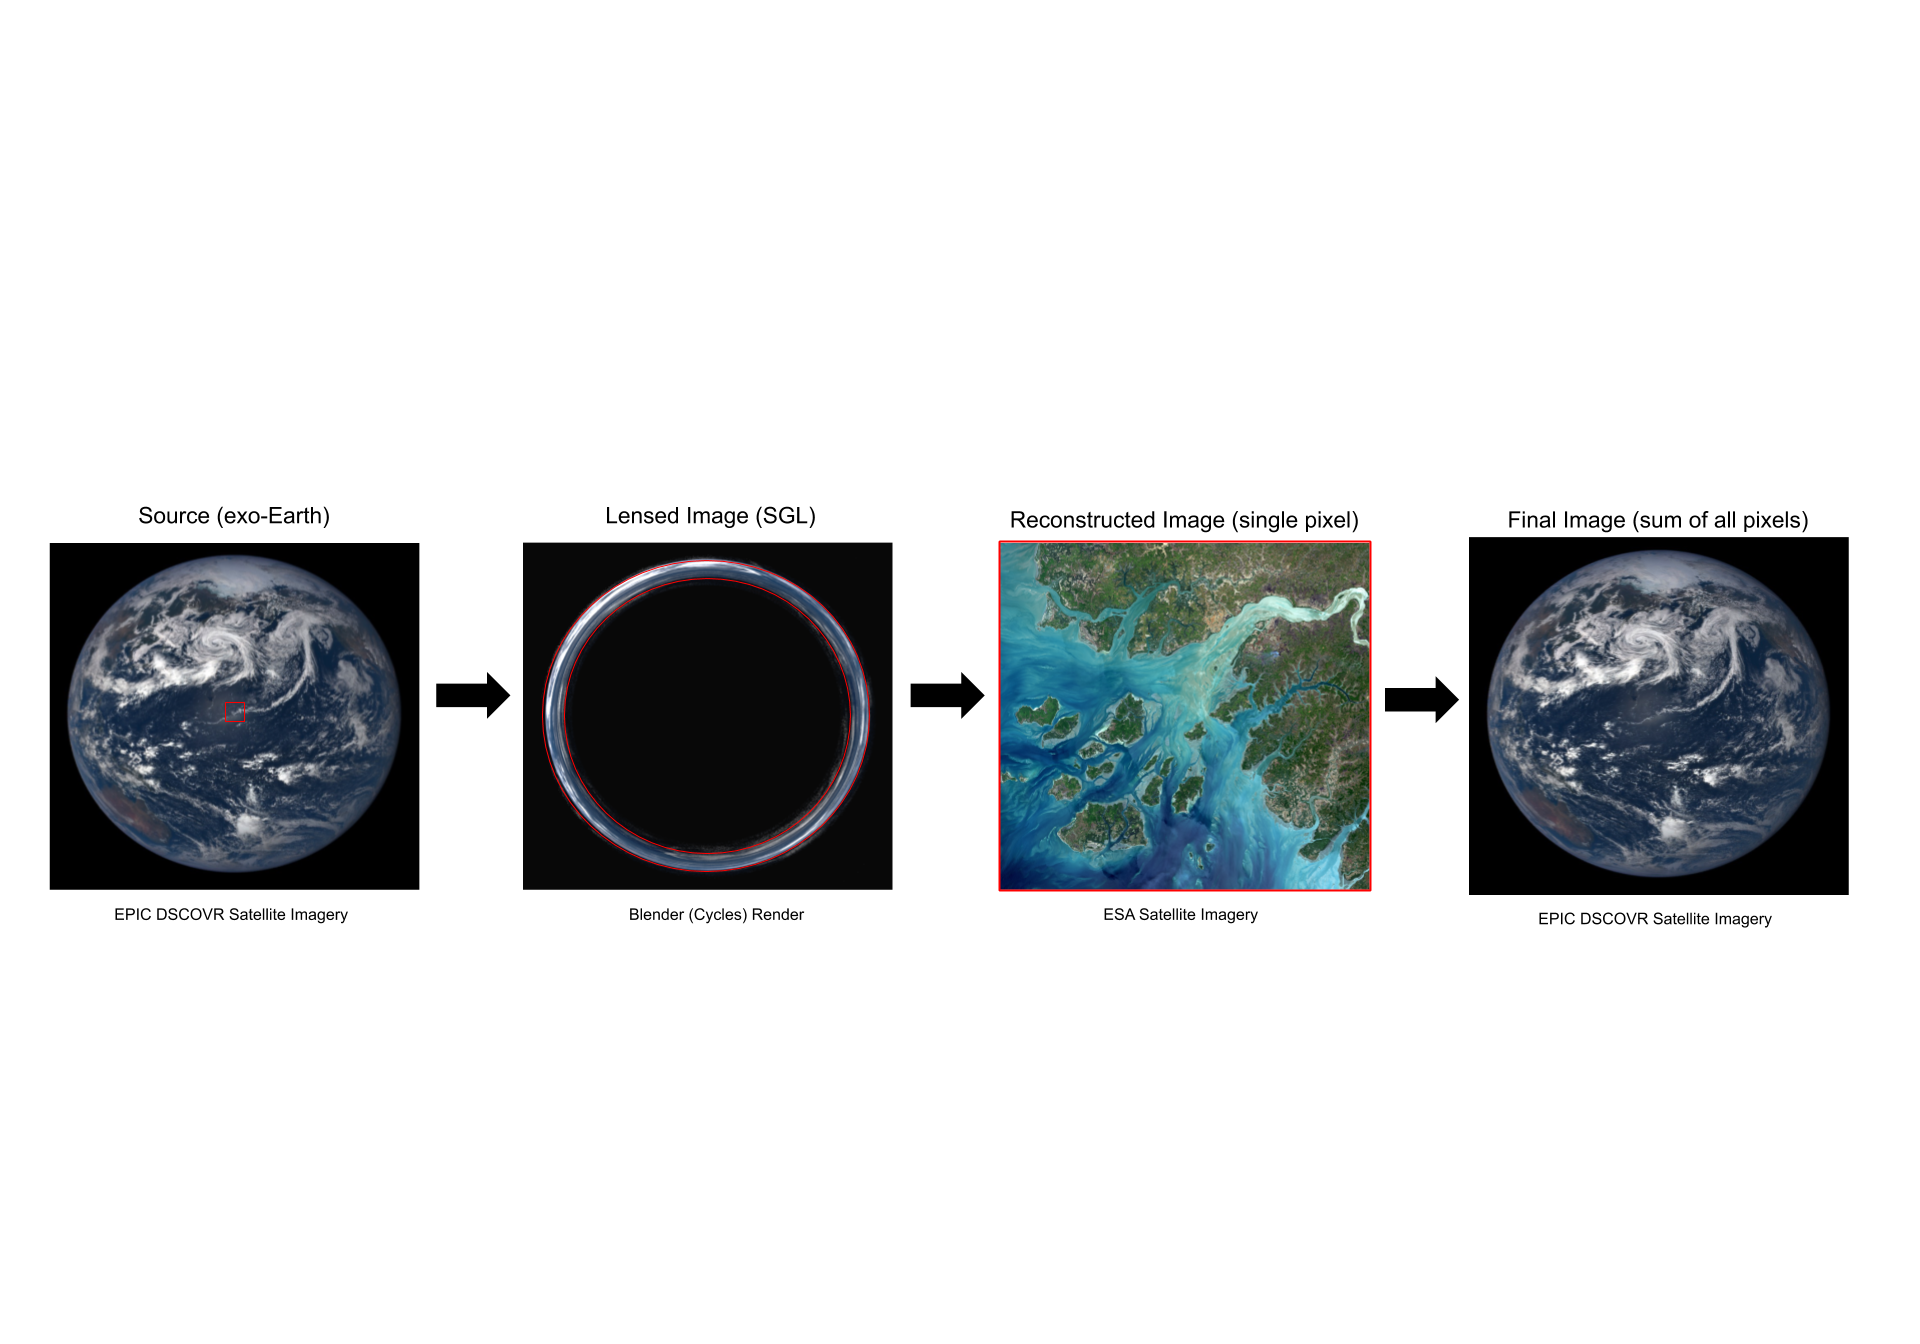 Source (exo-Earth)
Lensed Image (SGL)
Reconstructed Image (single pixel)
Final Image (sum of all pixels)
EPIC DSCOVR Satellite Imagery
Blender (Cycles) Render
ESA Satellite Imagery
EPIC DSCOVR Satellite Imagery